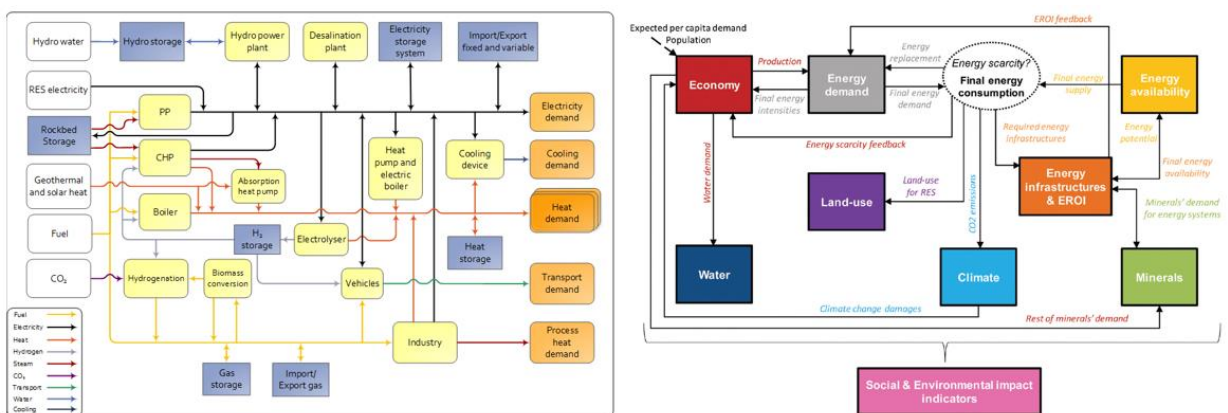 Hydro water
Hydro storage
Hydro power
plant
Desalination
plant
Electricity
storage
system
Import/Export
fixed and variable
RES electricity
PP
Electricity
demand
Rockbed
Storage
CHP
Heat
pump and
electric
boiler
Cooling
device
Cooling
demand
Geothermal
and solar heat
Absorption
heat pump
Boiler
Heat
demand
Fuel
H₂
storage
Electrolyser
Heat
storage
CO₂
Hydrogenation
Biomass
conversion
Vehicles
Transport
demand
Industry
Process
heat
demand
Gas
storage
Import/
Export gas
Fuel
Electricity
Heat
Hydrogen
Steam
CO₂
Transport
Water
Cooling
Expected per capita demand
Population
EROI feedback
Economy
Production
Final energy
intensities
Energy
demand
Energy
replacement
Final energy
demand
Energy scarcity?
Final energy
consumption
Final energy
supply
Energy
availability
Energy scarcity feedback
Required energy
infrastructures
Energy
potential
Final energy
availability
Water demand
Land-use
for RES
Land-use
CO2 emissions
Energy
infrastructures
& EROI
Minerals' demand
for energy systems
Water
Climate
Minerals
Climate change damages
Rest of minerals' demand
Social & Environmental impact
indicators